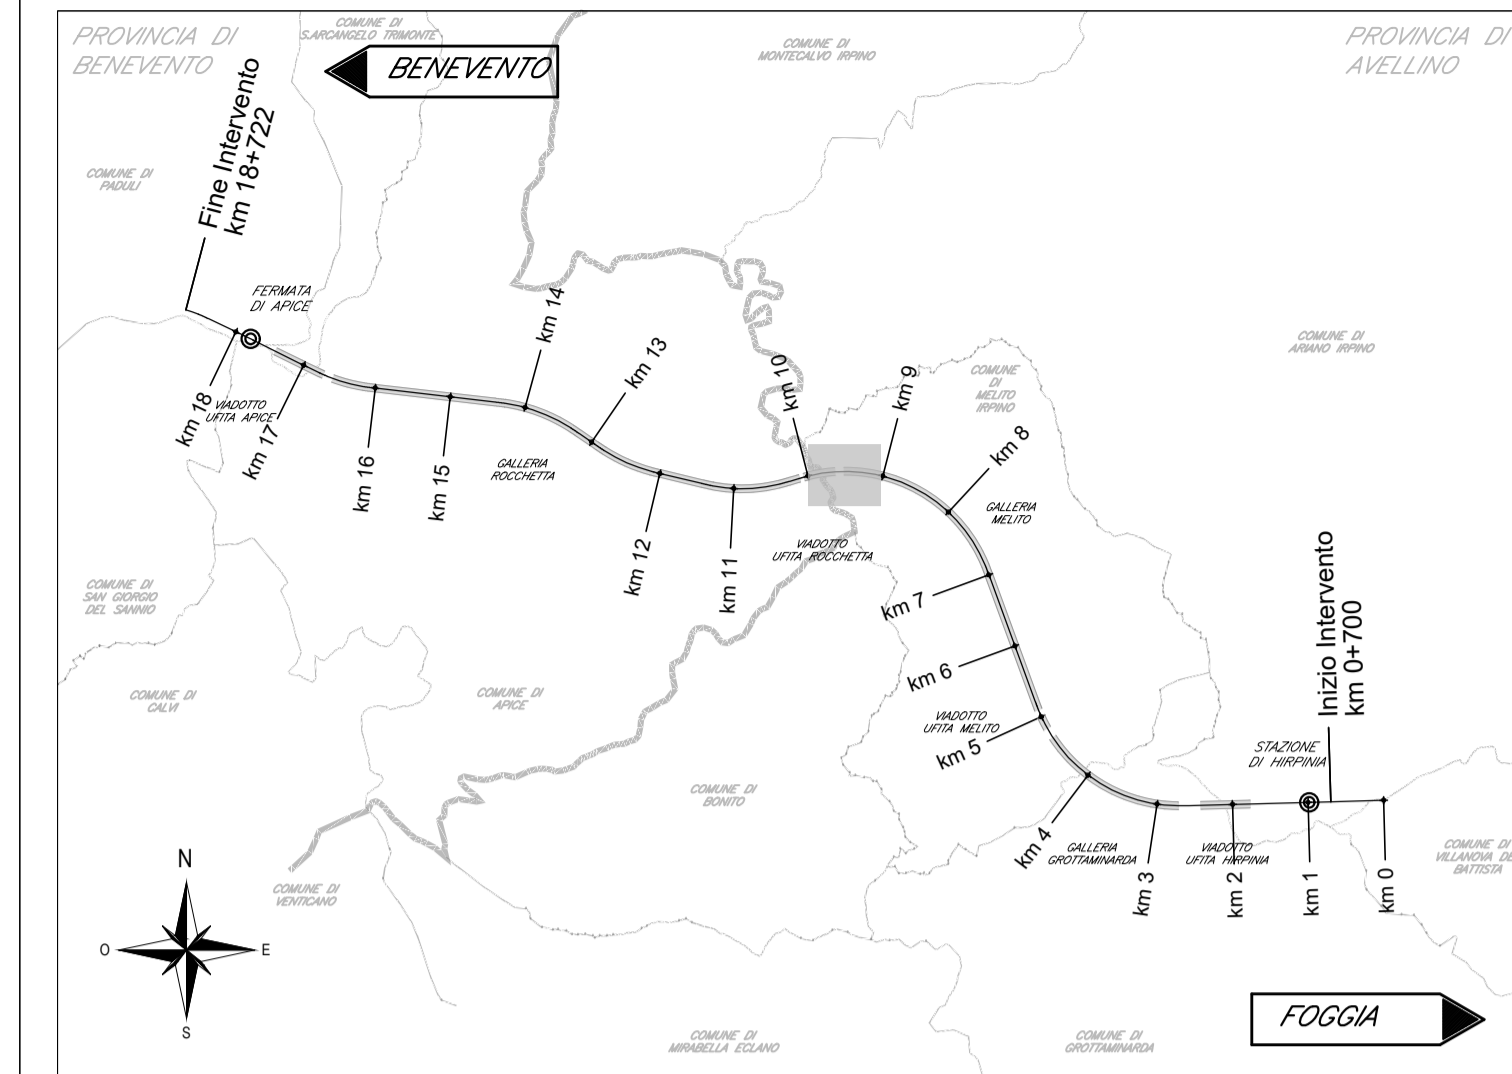 PROVINCIA DI
BENEVENTO
COMUNE DI
S.ARCANGELO TRIMONTE
BENEVENTO
COMUNE DI
MONTECALVO IRPINO
PROVINCIA DI
AVELLINO
Fine Intervento
km 18+722
COMUNE DI
PADULI
FERMATA
DI APICE
km 14
km 13
km 10
km 9
COMUNE
DI
MELITO
IRPINO
COMUNE DI
ARIANO IRPINO
km 18
VIADOTTO
UFITA APICE
km 17
km 16
km 15
GALLERIA
ROCCHETTA
km 8
GALLERIA
MELITO
km 12
km 11
VIADOTTO
UFITA ROCCHETTA
km 7
COMUNE DI
SAN GIORGIO
DEL SANNIO
Inizio Intervento
km 0+700
km 6
COMUNE DI
CALVI
COMUNE DI
APICE
VIADOTTO
UFITA MELITO
km 5
STAZIONE
DI HIRPINIA
COMUNE DI
BONITO
km 4
GALLERIA
GROTTAMINARDA
km 3
VIADOTTO
UFITA HIRPINIA
km 2
km 1
km 0
COMUNE DI
VILLANOVA DE
BATTISTA
COMUNE DI
VENTICANO
N
O
E
S
FOGGIA
COMUNE DI
MIRABELLA ECLANO
COMUNE DI
GROTTAMINARDA